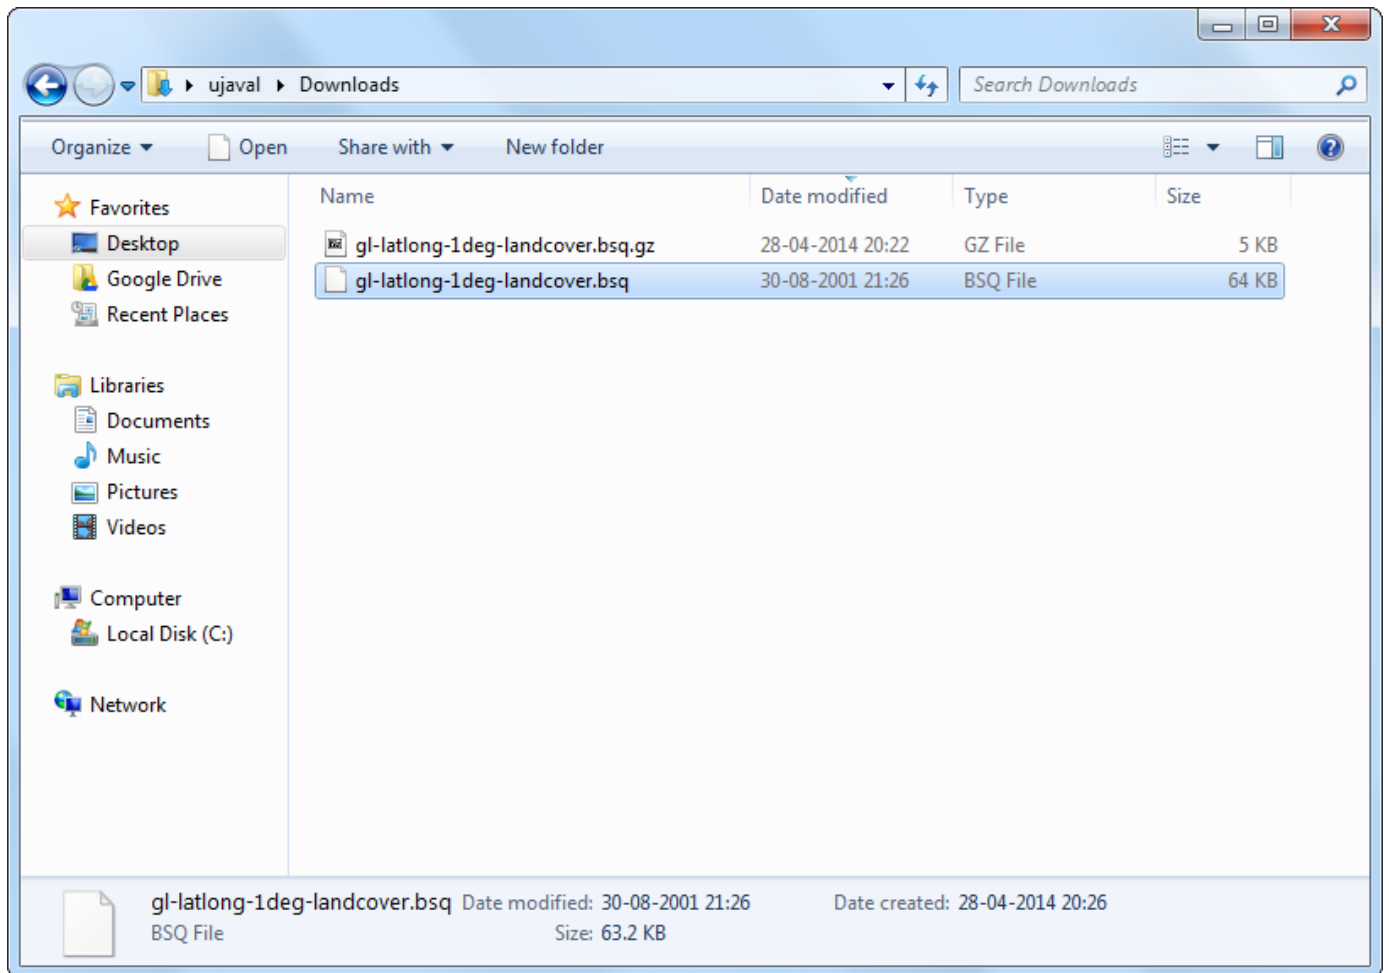 ujaval Downloads Search Downloads
Organize Open Share with New folder
Name Date modified Type Size
Favorites
Desktop
Google Drive
Recent Places
Libraries
Documents
Music
Pictures
Videos
Computer
Local Disk (C:)
Network
gl-latlong-1deg-landcover.bsq.gz 28-04-2014 20:22 GZ File 5 KB
gl-latlong-1deg-landcover.bsq 30-08-2001 21:26 BSQ File 64 KB
gl-latlong-1deg-landcover.bsq Date modified: 30-08-2001 21:26 Date created: 28-04-2014 20:26
BSQ File Size: 63.2 KB